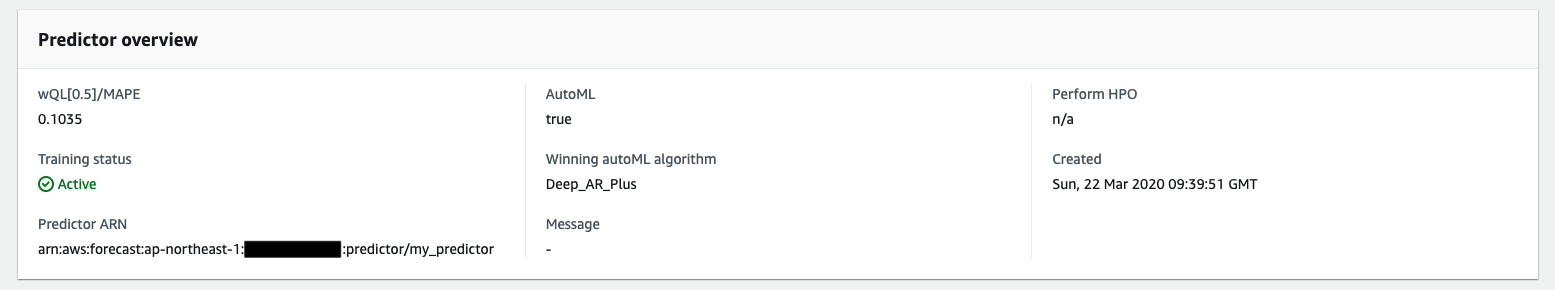 Predictor overview
wQL[0.5]/MAPE
0.1035
Training status
Active
Predictor ARN
arn:aws:forecast:ap-northeast-1: :predictor/my_predictor
AutoML
true
Winning autoML algorithm
Deep_AR_Plus
Message
-
Perform HPO
n/a
Created
Sun, 22 Mar 2020 09:39:51 GMT